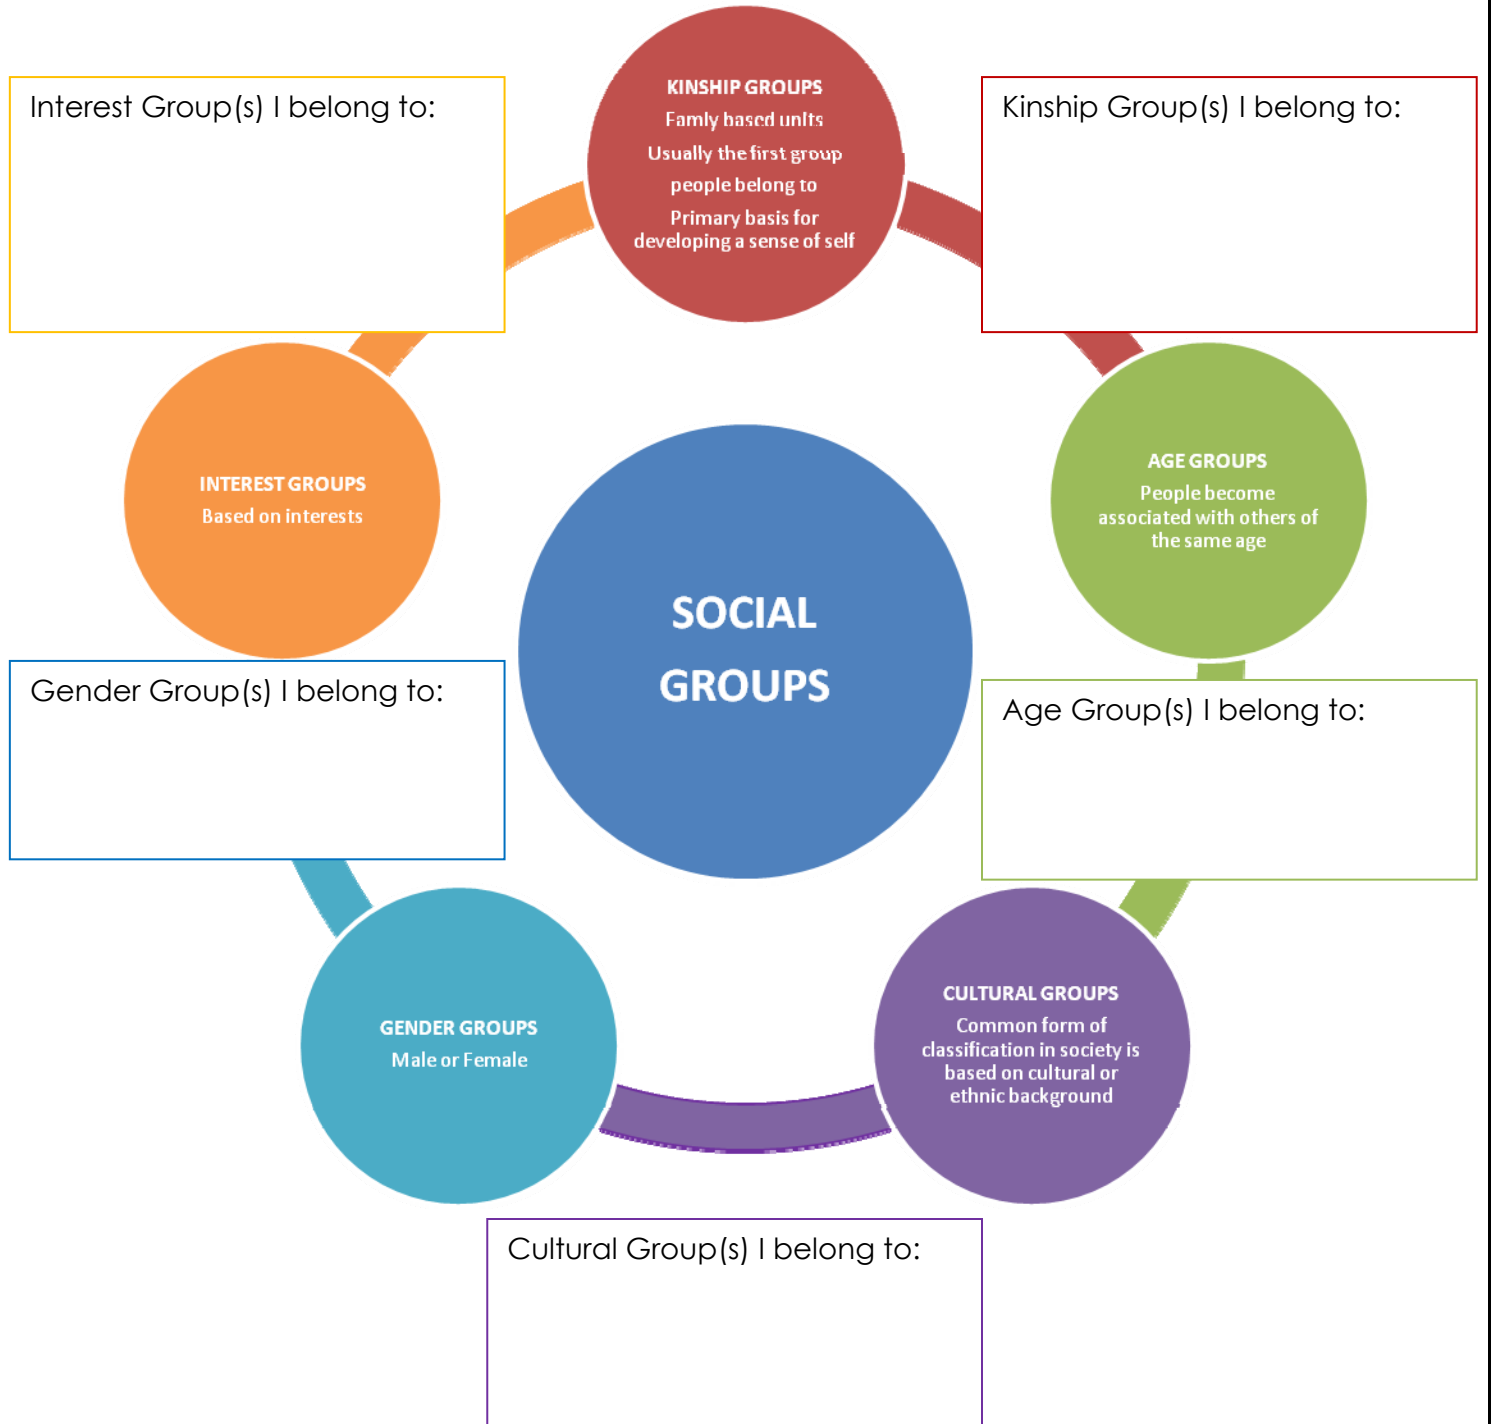 KINSHIP GROUPS
Famly based units
Usually the first group
people belong to
Primary basis for
developing a sense of self
Interest Group(s) I belong to:
Kinship Group(s) I belong to:
INTEREST GROUPS
Based on interests
AGE GROUPS
People become
associated with others of
the same age
SOCIAL
GROUPS
Gender Group(s) I belong to:
Age Group(s) I belong to:
GENDER GROUPS
Male or Female
CULTURAL GROUPS
Common form of
classification in society is
based on cultural or
ethnic background
Cultural Group(s) I belong to: